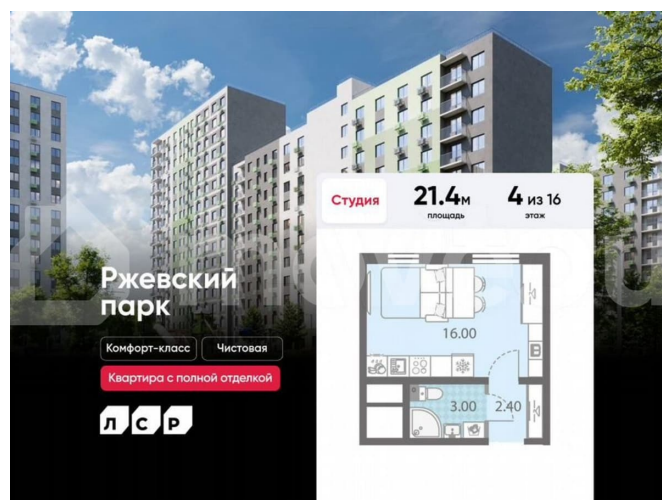 Студия
21.4м
площадь
4 из 16
этаж
Ржевский
парк
Комфорт-класс
Чистовая
Квартира с полной отделкой
ЛСР
16.00
3.00
2.40